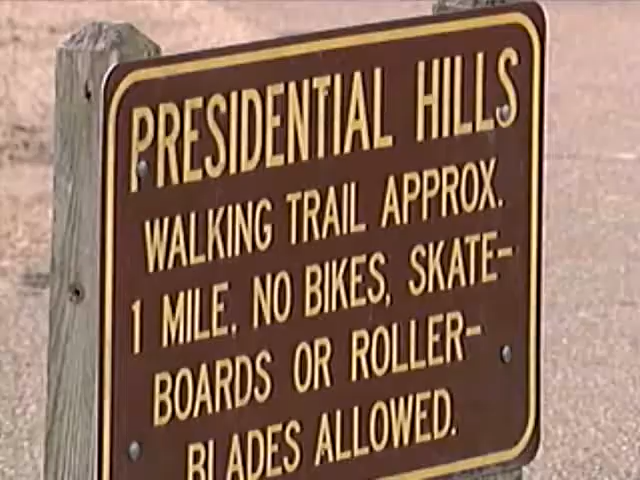 PRESIDENTIAL HILLS
WALKING TRAIL APPROX.
1 MILE. NO BIKES, SKATE-
BOARDS OR ROLLER-
BLADES ALLOWED.